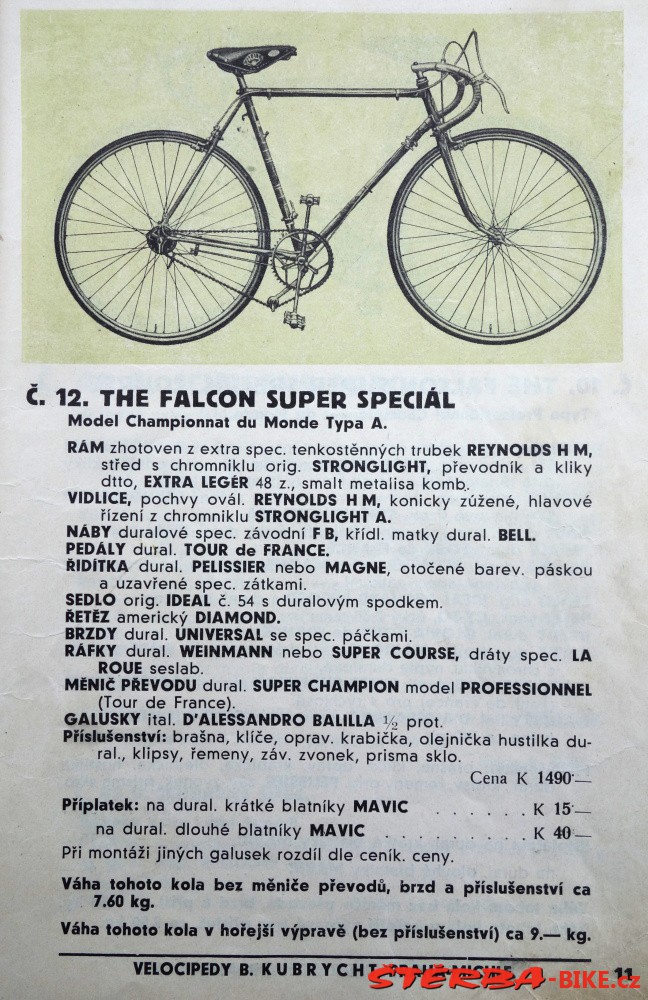 Č. 12. THE FALCON SUPER SPECIÁL
Model Championnat du Monde Typa A.
RÁM zhotoven z extra spec. tenkostěnných trubek REYNOLDS H M,
střed s chromniklu orig. STRONGLIGHT, převodník a kliky
dtto, EXTRA LEGÉR 48 z., smalt metalisa komb.
VIDLICE, pochvy ovál. REYNOLDS H M, konicky zúžené, hlavové
řízení z chromniklu STRONGLIGHT A.
NÁBY duralové spec. závodní F B, křídl. matky dural. BELL.
PEDÁLY dural. TOUR de FRANCE.
ŘIDÍTKA dural. PELISSIER nebo MAGNE, otočené barev. páskou
a uzavřené spec. zátkami.
SEDLO orig. IDEAL č. 54 s duralovým spodkem.
ŘETĚZ americký DIAMOND.
BRZDY dural. UNIVERSAL se spec. páčkami.
RÁFKY dural. WEINMANN nebo SUPER COURSE, dráty spec. LA
ROUE seslab.
MĚNIČ PŘEVODU dural. SUPER CHAMPION model PROFESSIONNEL
(Tour de France).
GALUSKY ital. D'ALESSANDRO BALILLA ½ prot.
Příslušenství: brašna, klíče, oprav. krabička, olejnička hustilka du-
ral., klipsy, řemeny, záv. zvonek, prisma sklo.
Cena K 1490·—
Příplatek: na dural. krátké blatníky MAVIC . . . . . . K 15·—
na dural. dlouhé blatníky MAVIC . . . . . . . . K 40·—
Při montáži jiných galusek rozdíl dle ceník. ceny.
Váha tohoto kola bez měniče převodů, brzd a příslušenství ca
7.60 kg.
Váha tohoto kola v hořejší výpravě (bez příslušenství) ca 9.— kg.
VELOCIPEDY B. KUBRYCHT 11
STERBA-BIKE.cz